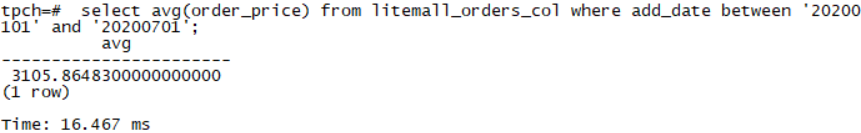 tpch=#  select avg(order_price) from litemall_orders_col where add_date between '20200
101' and '20200701';
          avg
-----------------------
 3105.8648300000000000
(1 row)

Time: 16.467 ms